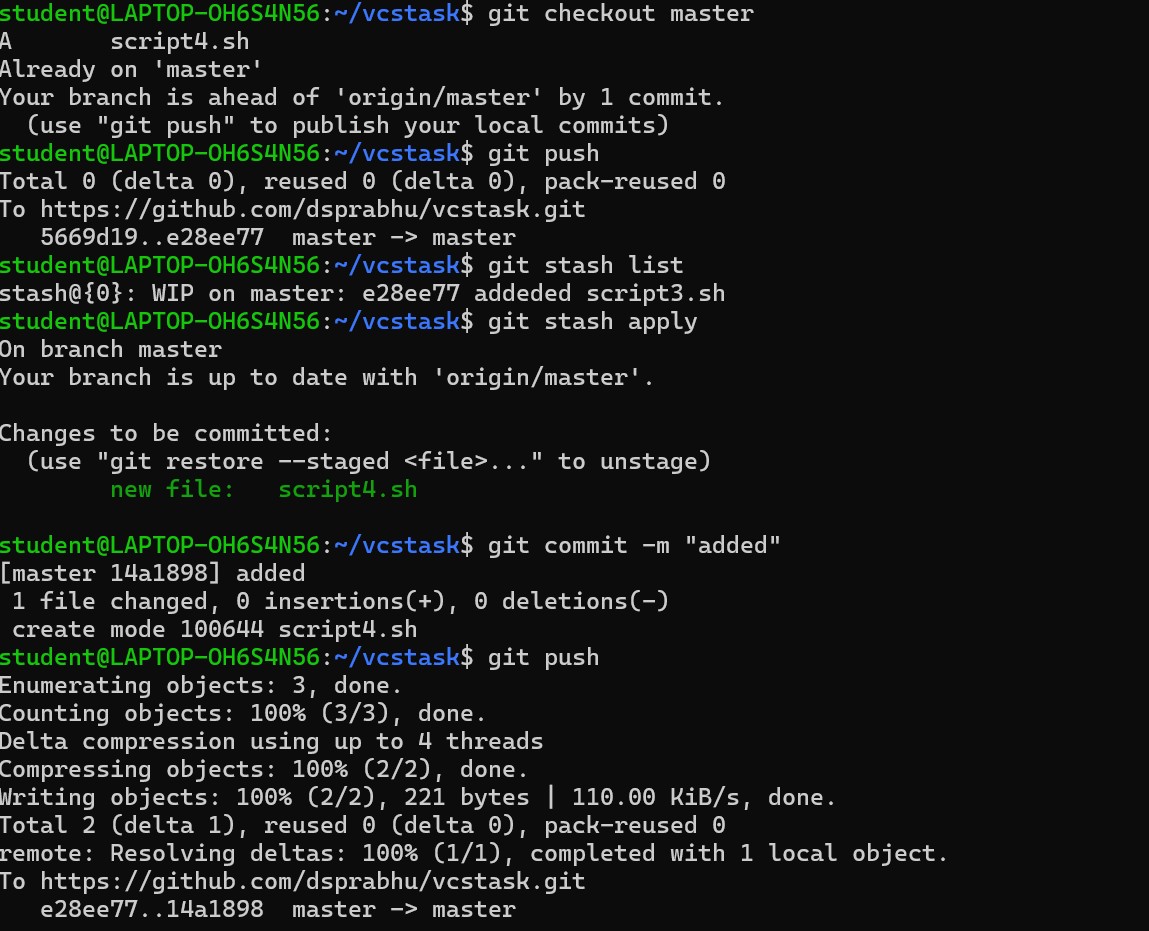 student@LAPTOP-OH6S4N56:~/vcstask$ git checkout master
A       script4.sh
Already on 'master'
Your branch is ahead of 'origin/master' by 1 commit.
  (use "git push" to publish your local commits)
student@LAPTOP-OH6S4N56:~/vcstask$ git push
Total 0 (delta 0), reused 0 (delta 0), pack-reused 0
To https://github.com/dsprabhu/vcstask.git
   5669d19..e28ee77  master -> master
student@LAPTOP-OH6S4N56:~/vcstask$ git stash list
stash@{0}: WIP on master: e28ee77 addeded script3.sh
student@LAPTOP-OH6S4N56:~/vcstask$ git stash apply
On branch master
Your branch is up to date with 'origin/master'.

Changes to be committed:
  (use "git restore --staged <file>..." to unstage)
        new file:   script4.sh

student@LAPTOP-OH6S4N56:~/vcstask$ git commit -m "added"
[master 14a1898] added
 1 file changed, 0 insertions(+), 0 deletions(-)
 create mode 100644 script4.sh
student@LAPTOP-OH6S4N56:~/vcstask$ git push
Enumerating objects: 3, done.
Counting objects: 100% (3/3), done.
Delta compression using up to 4 threads
Compressing objects: 100% (2/2), done.
Writing objects: 100% (2/2), 221 bytes | 110.00 KiB/s, done.
Total 2 (delta 1), reused 0 (delta 0), pack-reused 0
remote: Resolving deltas: 100% (1/1), completed with 1 local object.
To https://github.com/dsprabhu/vcstask.git
   e28ee77..14a1898  master -> master